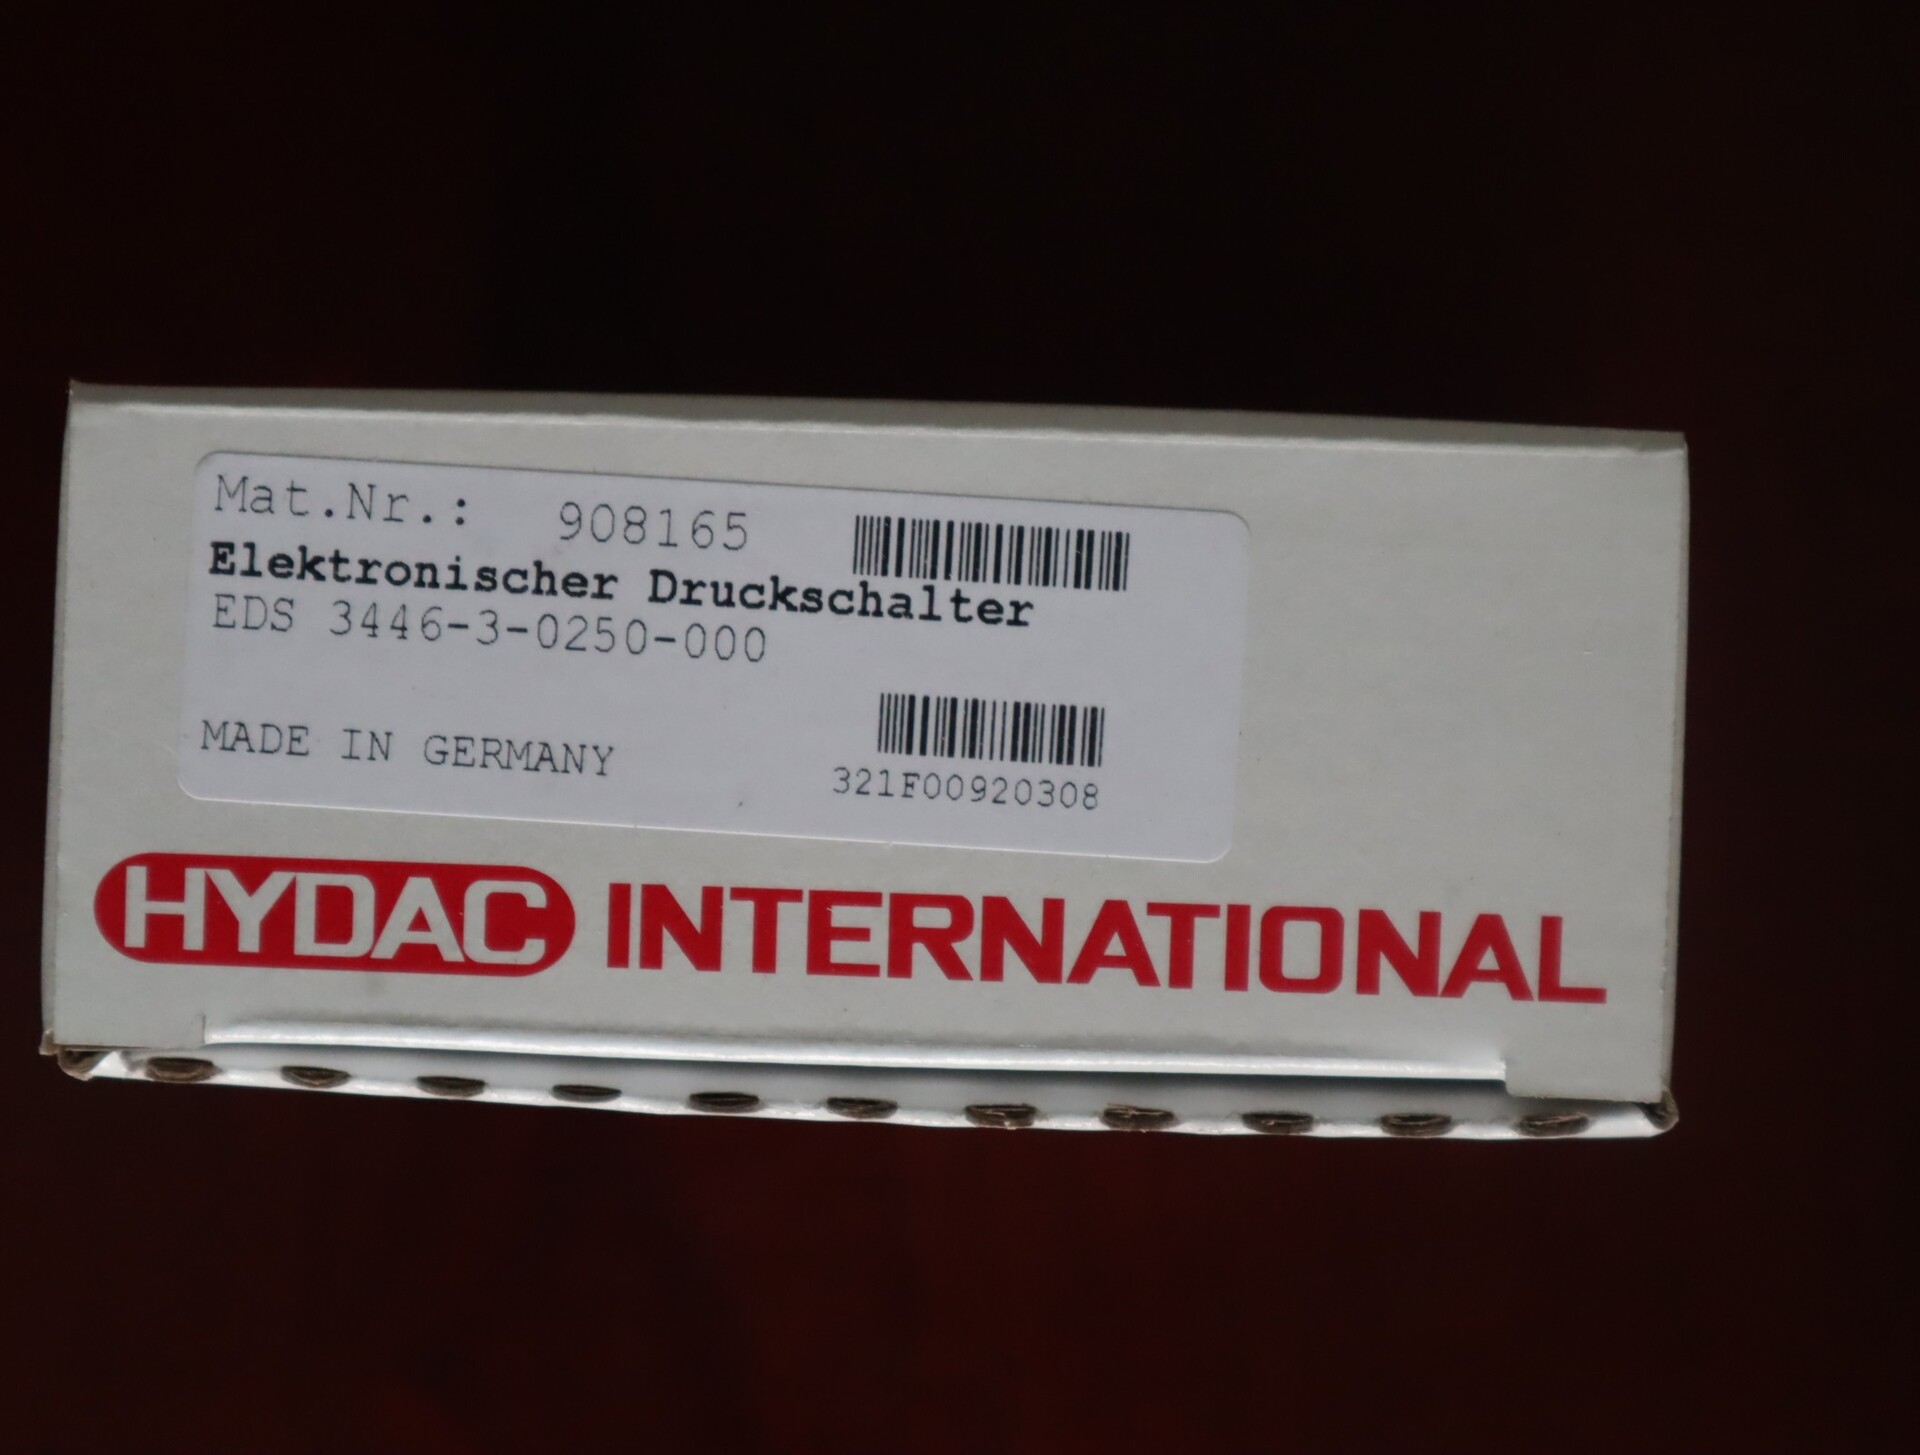 Mat.Nr.: 908165
Elektronischer Druckschalter
EDS 3446-3-0250-000
MADE IN GERMANY
321F00920308
HYDAC INTERNATIONAL